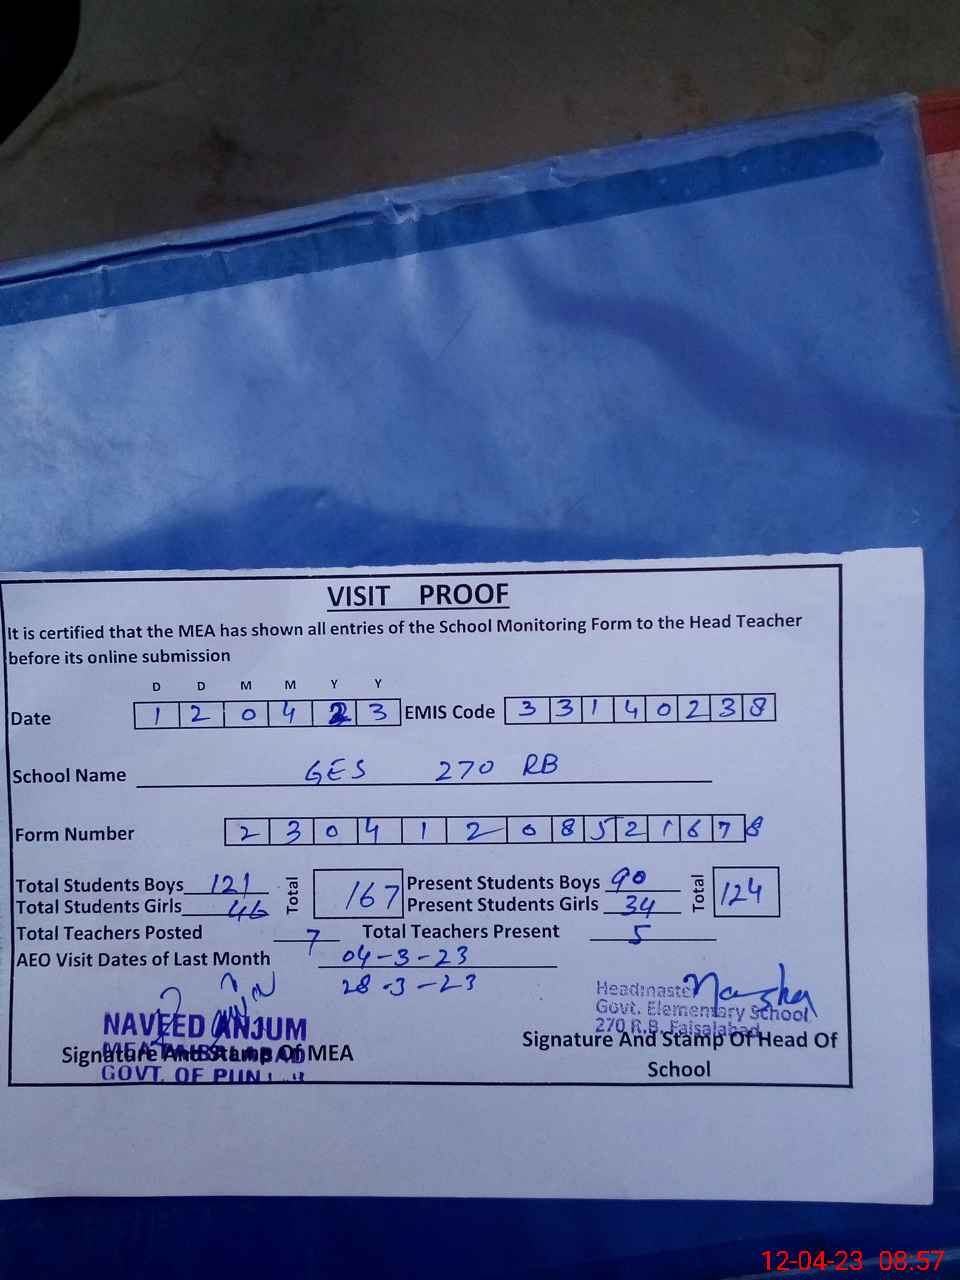 VISIT PROOF
It is certified that the MEA has shown all entries of the School Monitoring Form to the Head Teacher
before its online submission
D D M M Y Y
Date 1 2 0 4 2 3 EMIS Code 3 3 1 4 0 2 3 8
School Name GES 270 RB
Form Number 2 3 0 4 1 2 0 8 5 2 1 6 7 8
Total Students Boys 121 Total 167 Present Students Boys 90 Total 124
Total Students Girls 46 Present Students Girls 34
Total Teachers Posted 7 Total Teachers Present 5
AEO Visit Dates of Last Month 04-3-23
28-3-23
Headmaster
Govt. Elementary School
270 R.B. Faisalabad
NAVEED ANJUM
MEA
GOVT. OF
Signature And Stamp Of MEA
Signature And Stamp Of Head Of
School
12-04-23 08:57